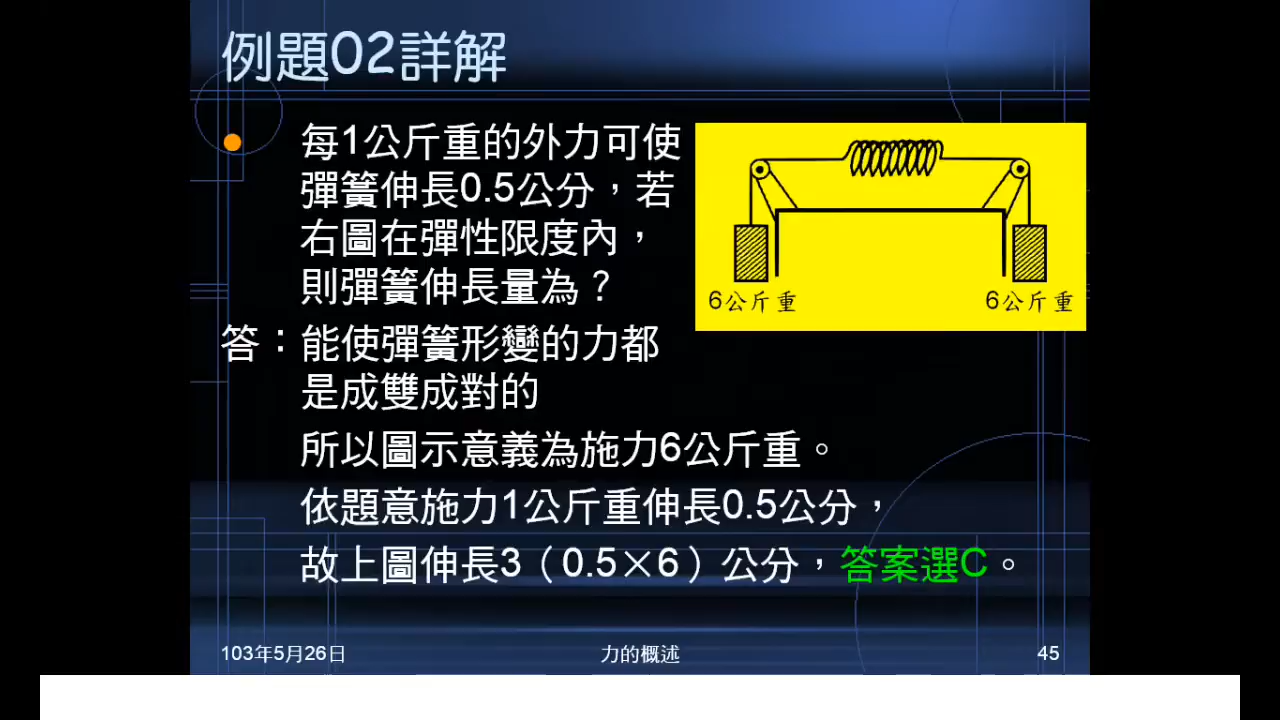 例題02詳解
每1公斤重的外力可使
彈簧伸長0.5公分，若
右圖在彈性限度內，
則彈簧伸長量為？
6公斤重
6公斤重
答：能使彈簧形變的力都
是成雙成對的
所以圖示意義為施力6公斤重。
依題意施力1公斤重伸長0.5公分，
故上圖伸長3（0.5×6）公分，答案選C。
103年5月26日
力的概述
45